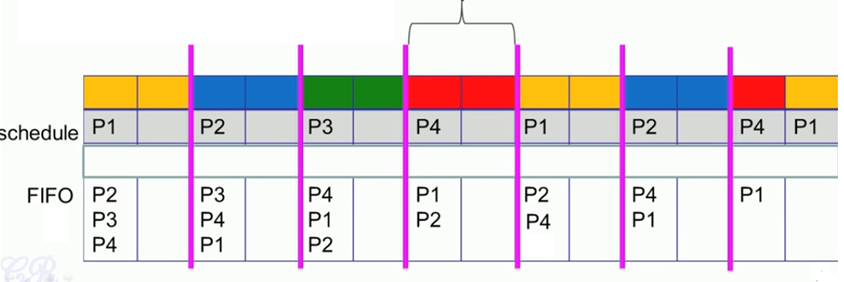 schedule P1 P2 P3 P4 P1 P2 P4 P1
FIFO P2 P3 P4 P1 P2 P4 P1
P3 P4 P1 P2 P4 P1
P4 P1 P2